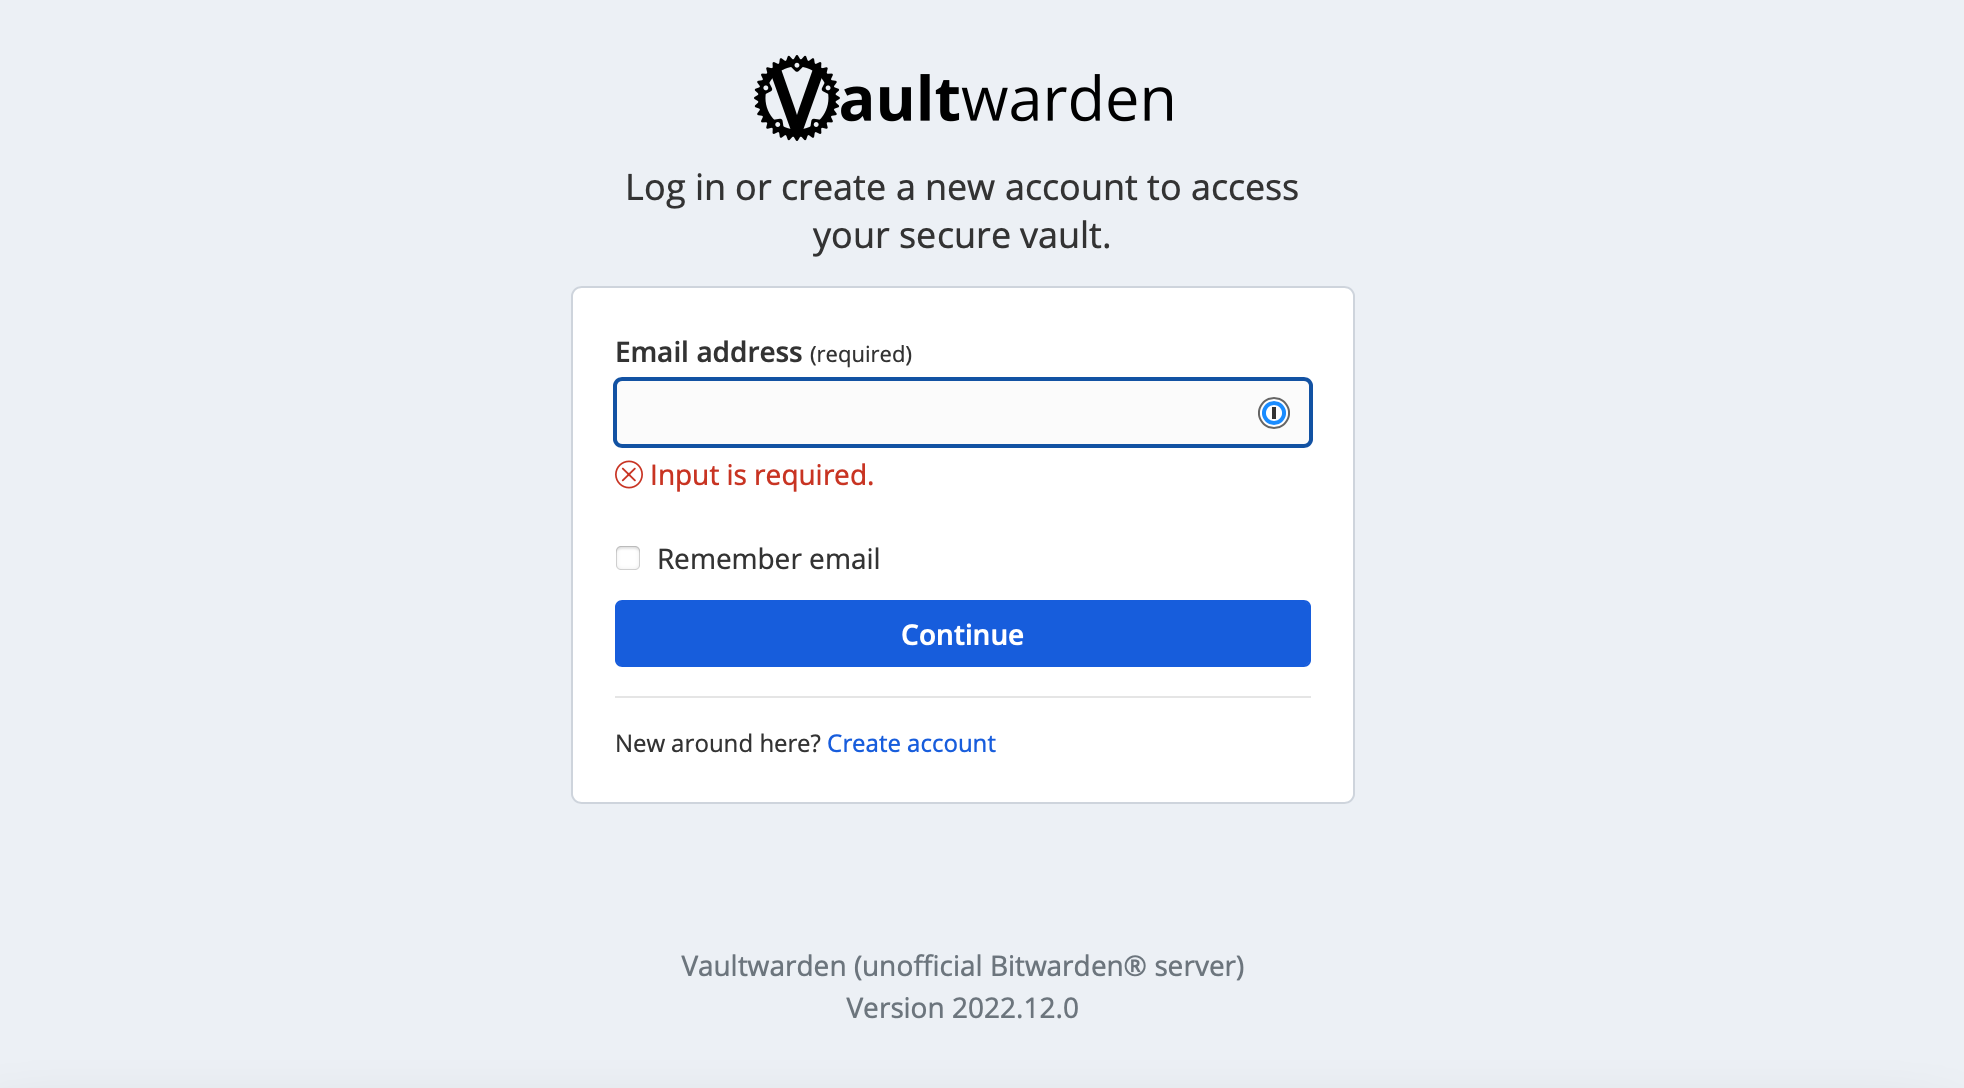 Vaultwarden
Log in or create a new account to access
your secure vault.
Email address (required)
Input is required.
Remember email
Continue
New around here? Create account
Vaultwarden (unofficial Bitwarden® server)
Version 2022.12.0